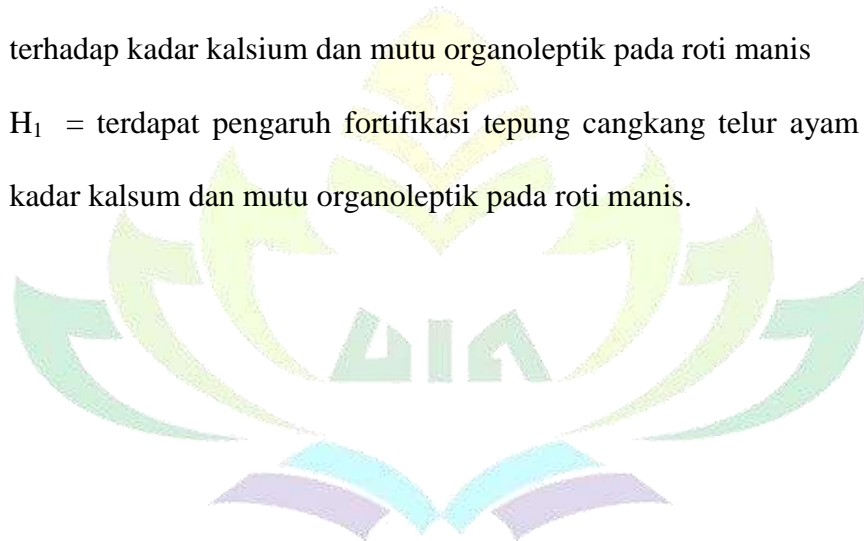 terhadap kadar kalsium dan mutu organoleptik pada roti manis
H₁ = terdapat pengaruh fortifikasi tepung cangkang telur ayam
kadar kalsum dan mutu organoleptik pada roti manis.
UIN